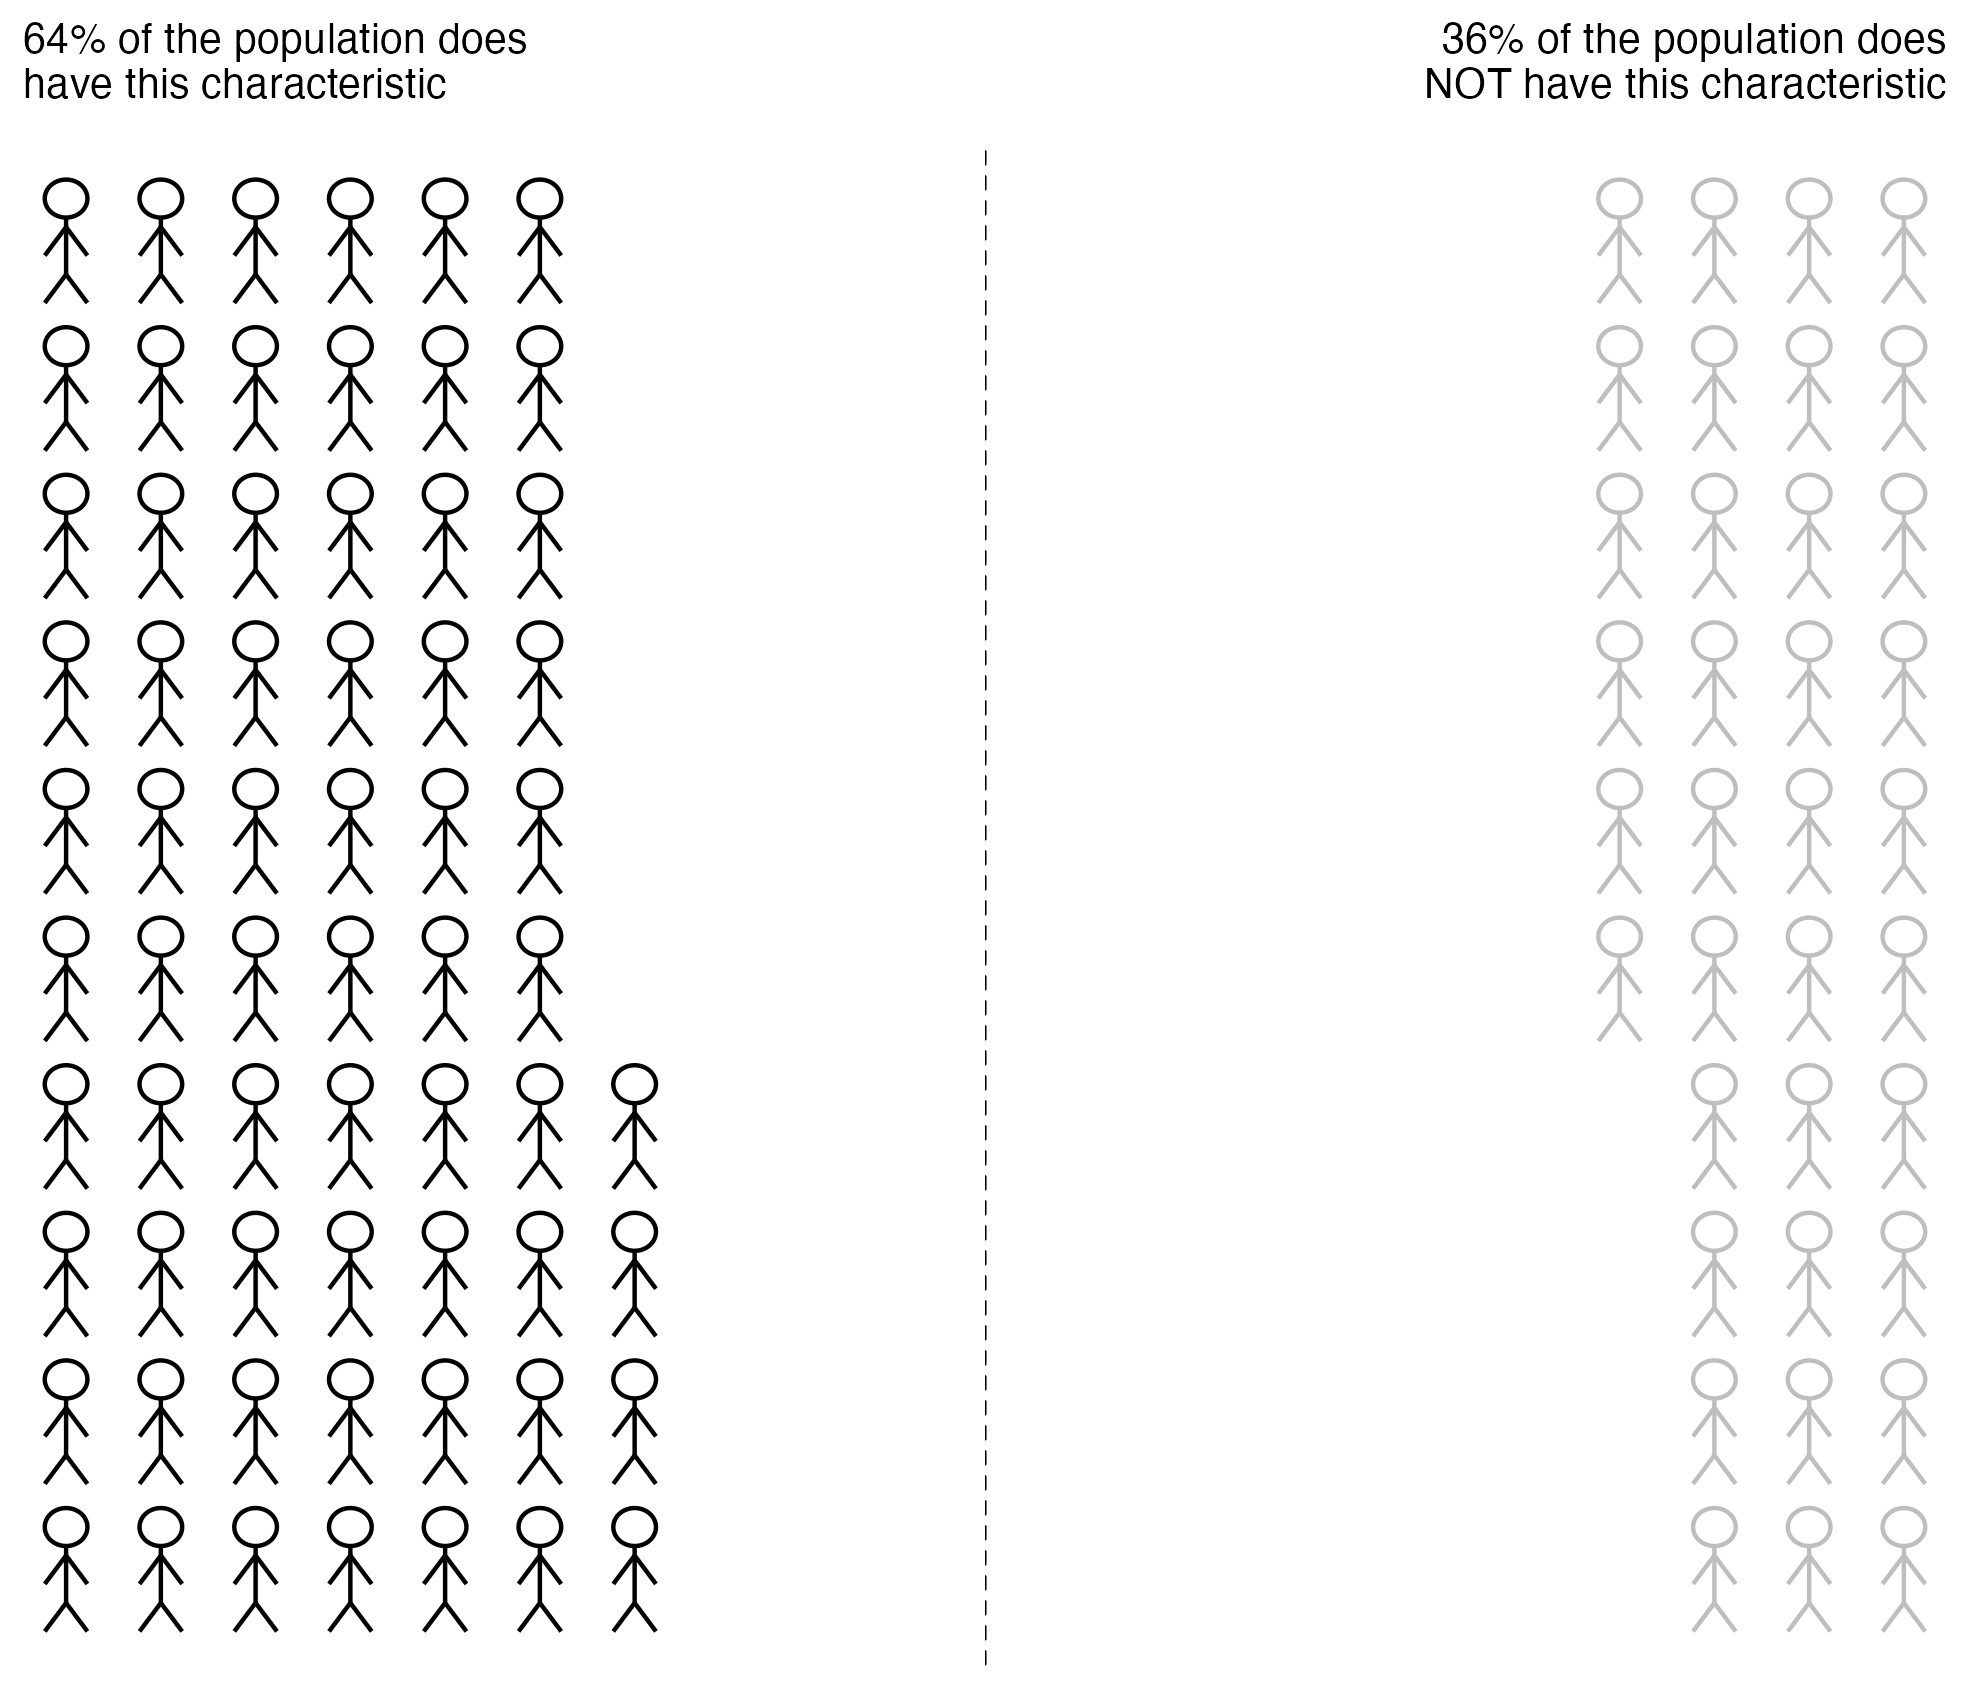 64% of the population does
have this characteristic
36% of the population does
NOT have this characteristic